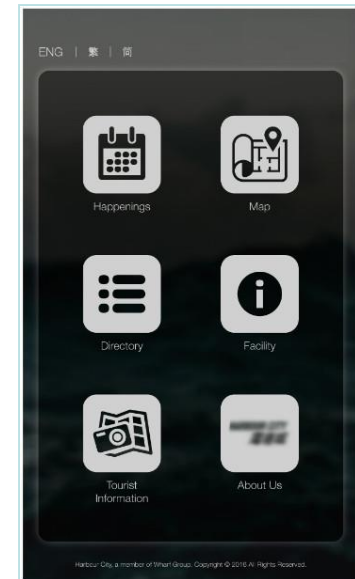 ENG | 繁 | 简
Happenings
Map
Directory
Facility
Tourist
Information
About Us
Harbour City, a member of Wharf Group. Copyright © 2016 All Rights Reserved.